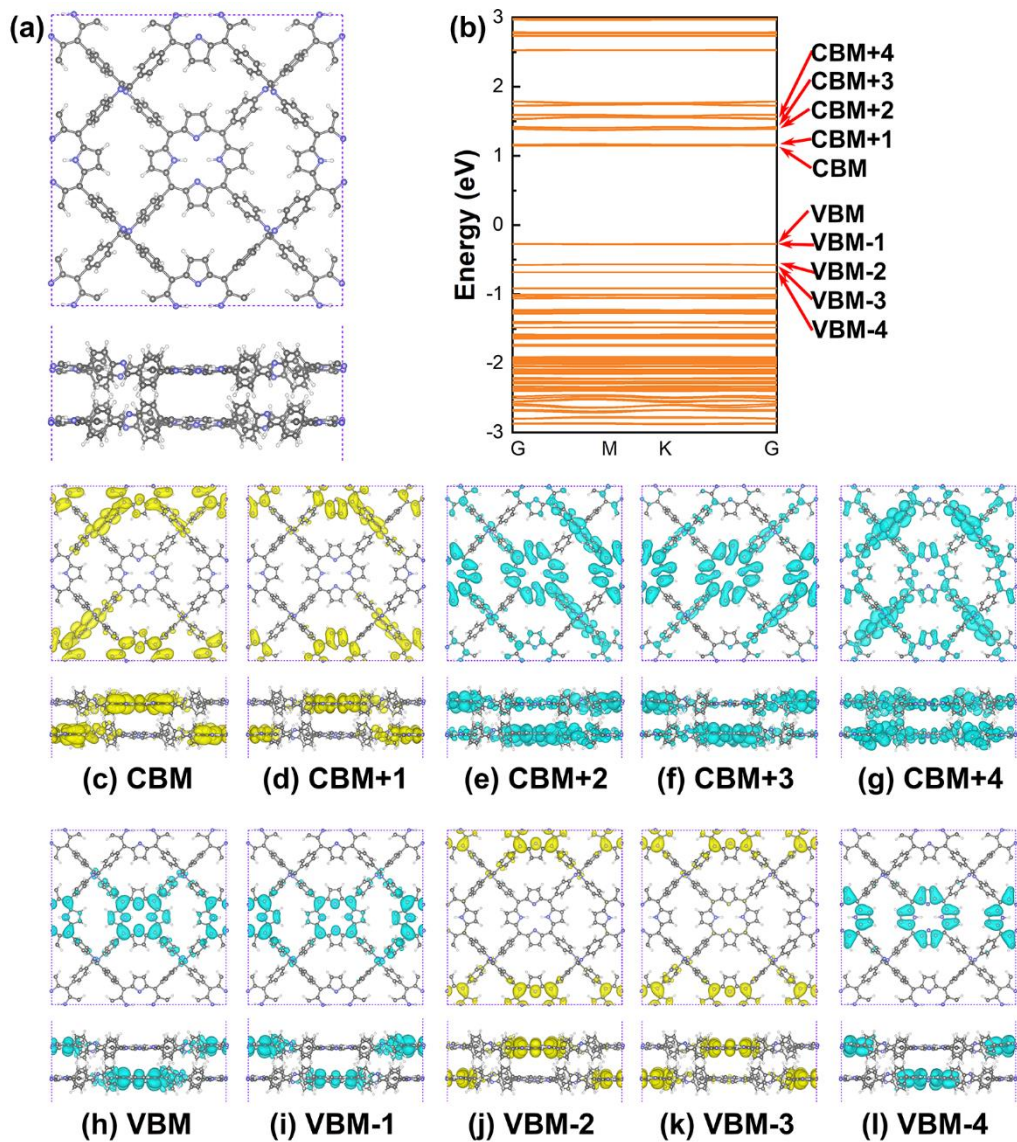 (a)
(b)
Energy (eV)
3
2
1
0
-1
-2
-3
G M K G
CBM+4
CBM+3
CBM+2
CBM+1
CBM
VBM
VBM-1
VBM-2
VBM-3
VBM-4
(c) CBM (d) CBM+1 (e) CBM+2 (f) CBM+3 (g) CBM+4
(h) VBM (i) VBM-1 (j) VBM-2 (k) VBM-3 (l) VBM-4